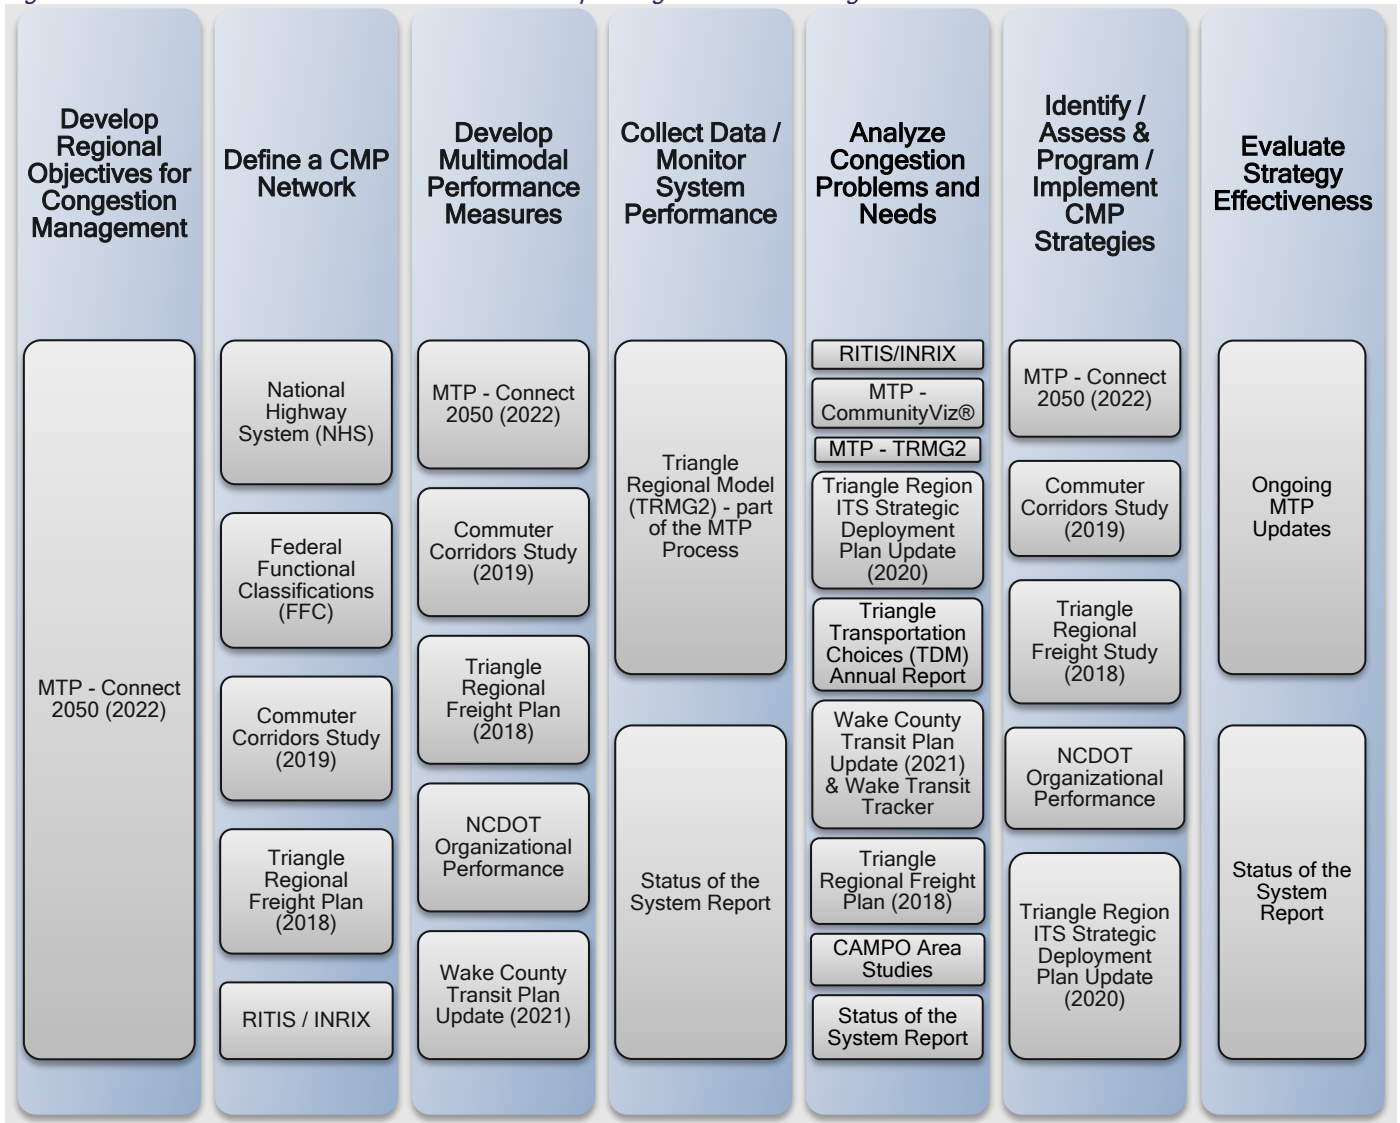 Develop
Regional
Objectives for
Congestion
Management
MTP - Connect
2050 (2022)
Define a CMP
Network
National
Highway
System (NHS)
Federal
Functional
Classifications
(FFC)
Commuter
Corridors Study
(2019)
Triangle
Regional
Freight Plan
(2018)
RITIS / INRIX
Develop
Multimodal
Performance
Measures
MTP - Connect
2050 (2022)
Commuter
Corridors Study
(2019)
Triangle
Regional
Freight Plan
(2018)
NCDOT
Organizational
Performance
Wake County
Transit Plan
Update (2021)
Collect Data /
Monitor
System
Performance
Triangle
Regional Model
(TRMG2) - part
of the MTP
Process
Status of the
System Report
Analyze
Congestion
Problems and
Needs
RITIS/INRIX
MTP -
CommunityViz®
MTP - TRMG2
Triangle Region
ITS Strategic
Deployment
Plan Update
(2020)
Triangle
Transportation
Choices (TDM)
Annual Report
Wake County
Transit Plan
Update (2021)
& Wake Transit
Tracker
Triangle
Regional Freight
Plan (2018)
CAMPO Area
Studies
Status of the
System Report
Identify /
Assess &
Program /
Implement
CMP
Strategies
MTP - Connect
2050 (2022)
Commuter
Corridors Study
(2019)
Triangle
Regional
Freight Study
(2018)
NCDOT
Organizational
Performance
Triangle Region
ITS Strategic
Deployment
Plan Update
(2020)
Evaluate
Strategy
Effectiveness
Ongoing
MTP
Updates
Status of the
System
Report